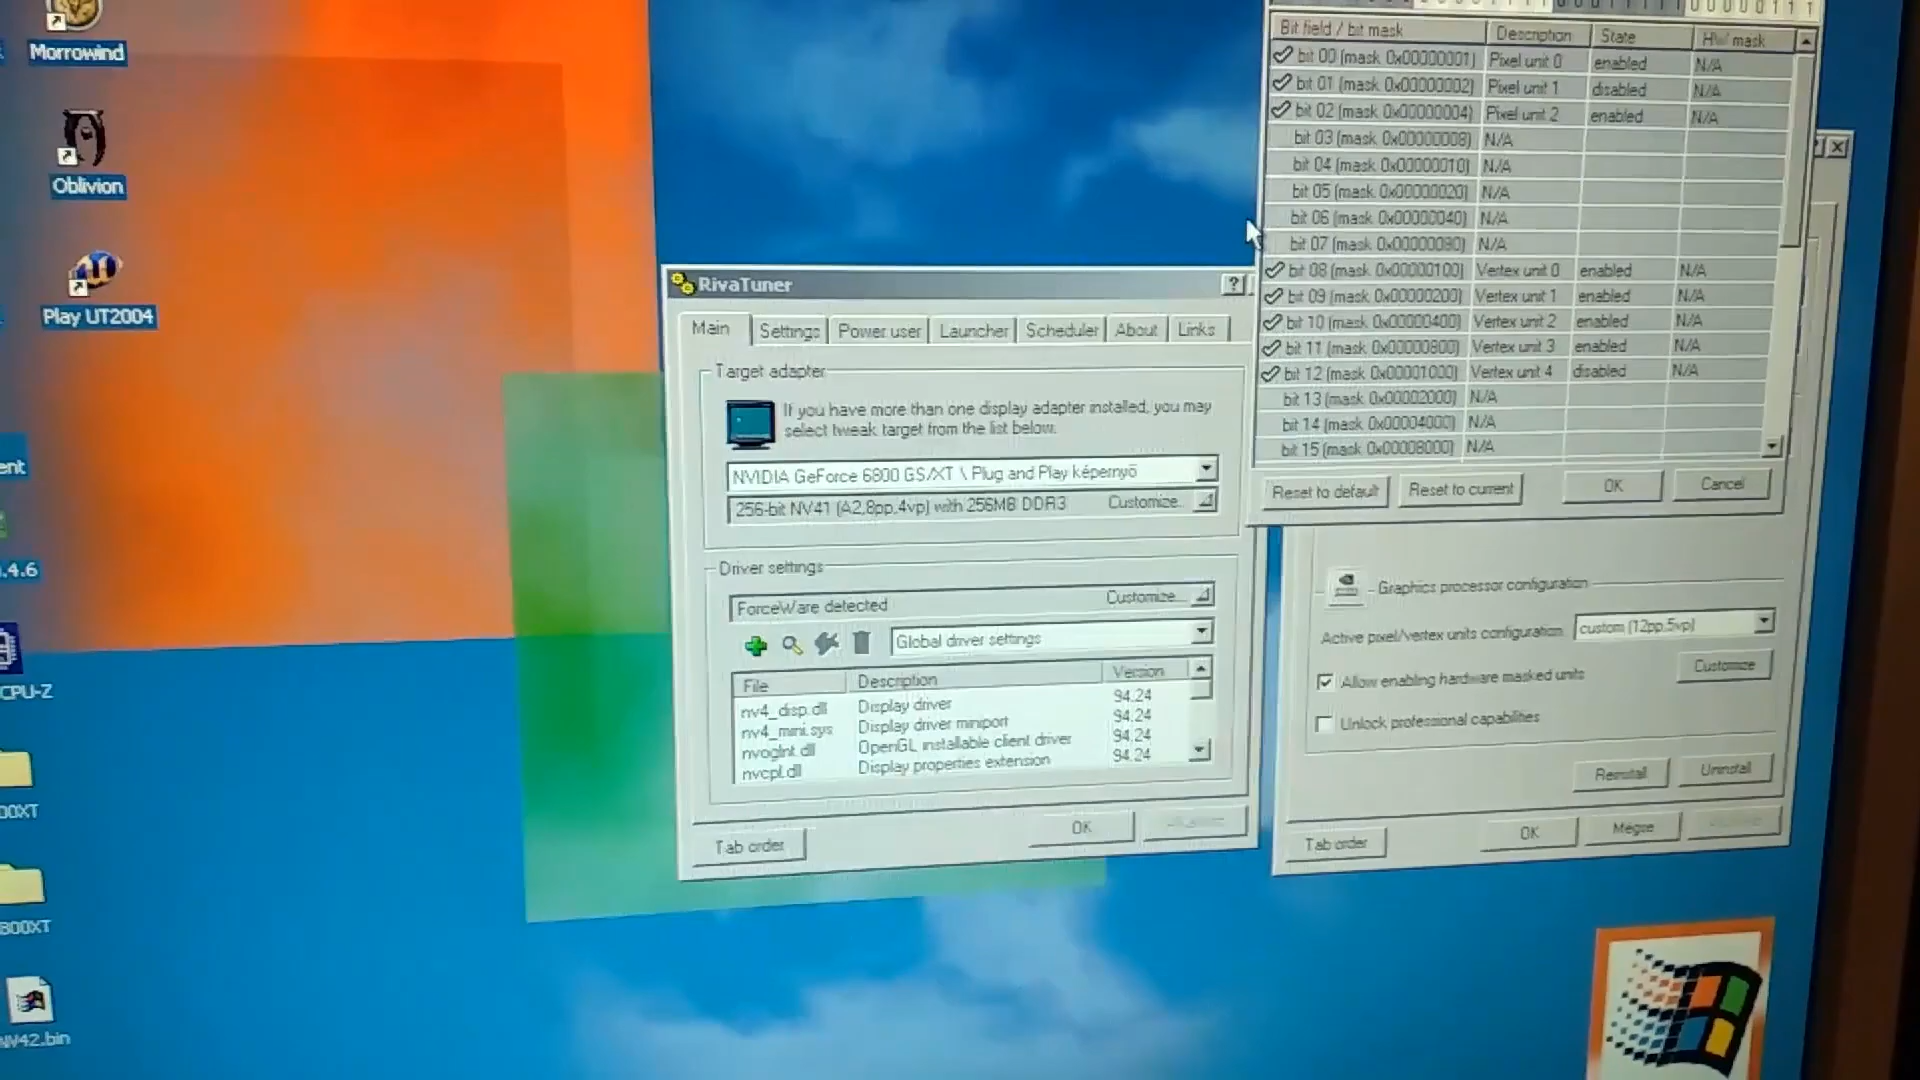 Morrowind
Oblivion
Play UT2004
ent
.4.6
CPU-Z
00XT
800XT
NV42.bin
RivaTuner
Main Settings Power user Launcher Scheduler About Links
Target adapter
If you have more than one display adapter installed, you may
select tweak target from the list below.
NVIDIA GeForce 6800 GS/XT \ Plug and Play képernyő
256-bit NV41 (A2,8pp,4vp) with 256MB DDR3 Customize...
Driver settings
ForceWare detected Customize...
Global driver settings
File Description Version
nv4_disp.dll Display driver 94.24
nv4_mini.sys Display driver miniport 94.24
nvoglnt.dll OpenGL installable client driver 94.24
nvcpl.dll Display properties extension 94.24
Tab order OK
Bit field / bit mask Description State HW mask
bit 00 (mask 0x00000001) Pixel unit 0 enabled N/A
bit 01 (mask 0x00000002) Pixel unit 1 disabled N/A
bit 02 (mask 0x00000004) Pixel unit 2 enabled N/A
bit 03 (mask 0x00000008) N/A
bit 04 (mask 0x00000010) N/A
bit 05 (mask 0x00000020) N/A
bit 06 (mask 0x00000040) N/A
bit 07 (mask 0x00000080) N/A
bit 08 (mask 0x00000100) Vertex unit 0 enabled N/A
bit 09 (mask 0x00000200) Vertex unit 1 enabled N/A
bit 10 (mask 0x00000400) Vertex unit 2 enabled N/A
bit 11 (mask 0x00000800) Vertex unit 3 enabled N/A
bit 12 (mask 0x00001000) Vertex unit 4 disabled N/A
bit 13 (mask 0x00002000) N/A
bit 14 (mask 0x00004000) N/A
bit 15 (mask 0x00008000) N/A
Reset to default Reset to current OK Cancel
Graphics processor configuration
Active pixel/vertex units configuration custom (12pp,5vp)
Customize
Allow enabling hardware masked units
Unlock professional capabilities
Reinstall Uninstall
Tab order OK Mégse